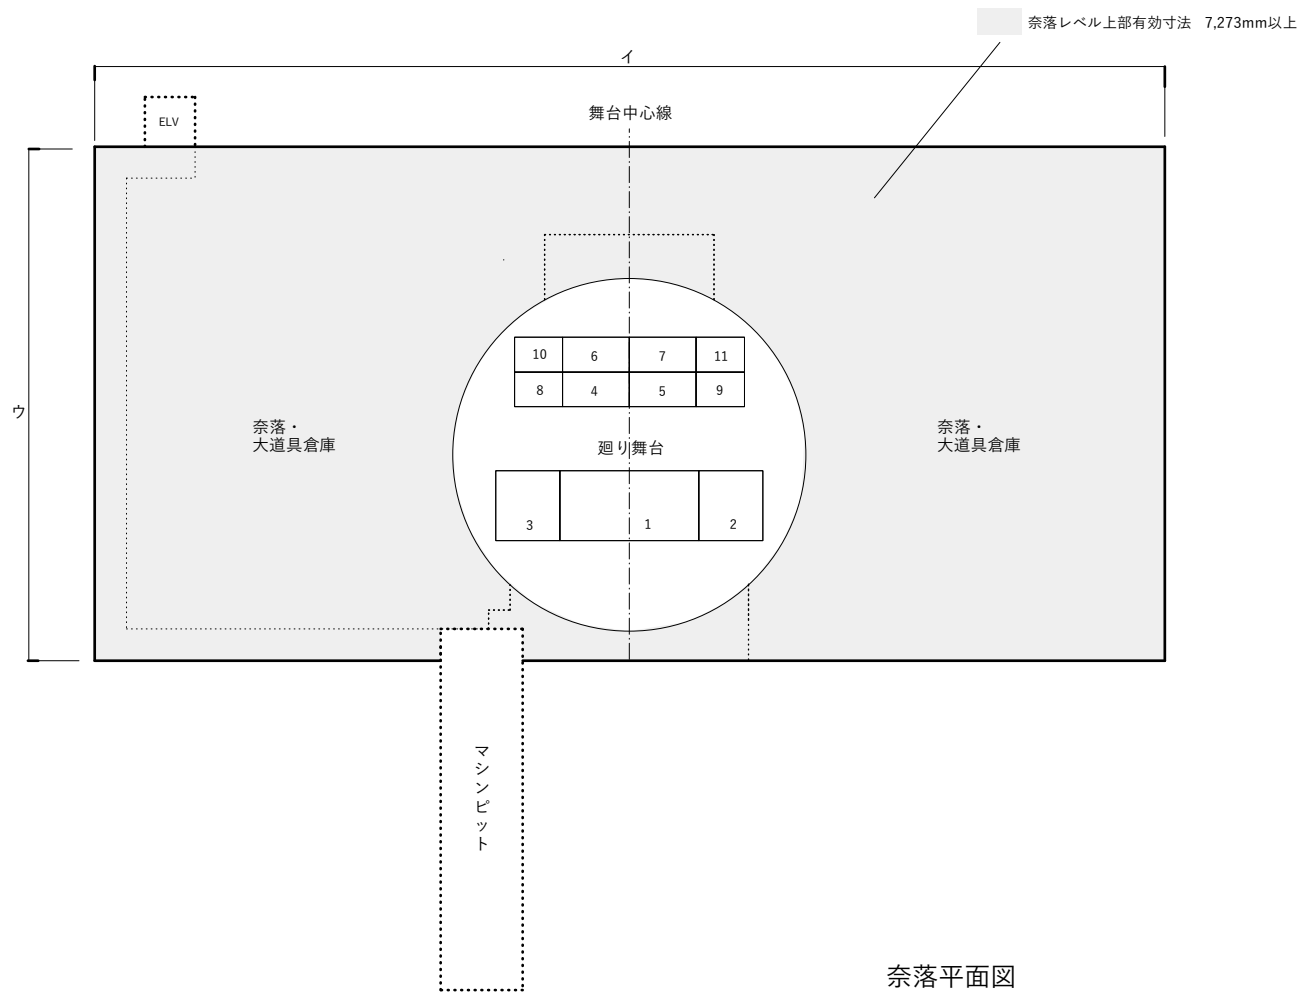 奈落レベル上部有効寸法　7,273mm以上
イ
ELV
舞台中心線
10
6
7
11
8
4
5
9
ウ
奈落・
大道具倉庫
廻り舞台
奈落・
大道具倉庫
3
1
2
マシンピット
奈落平面図